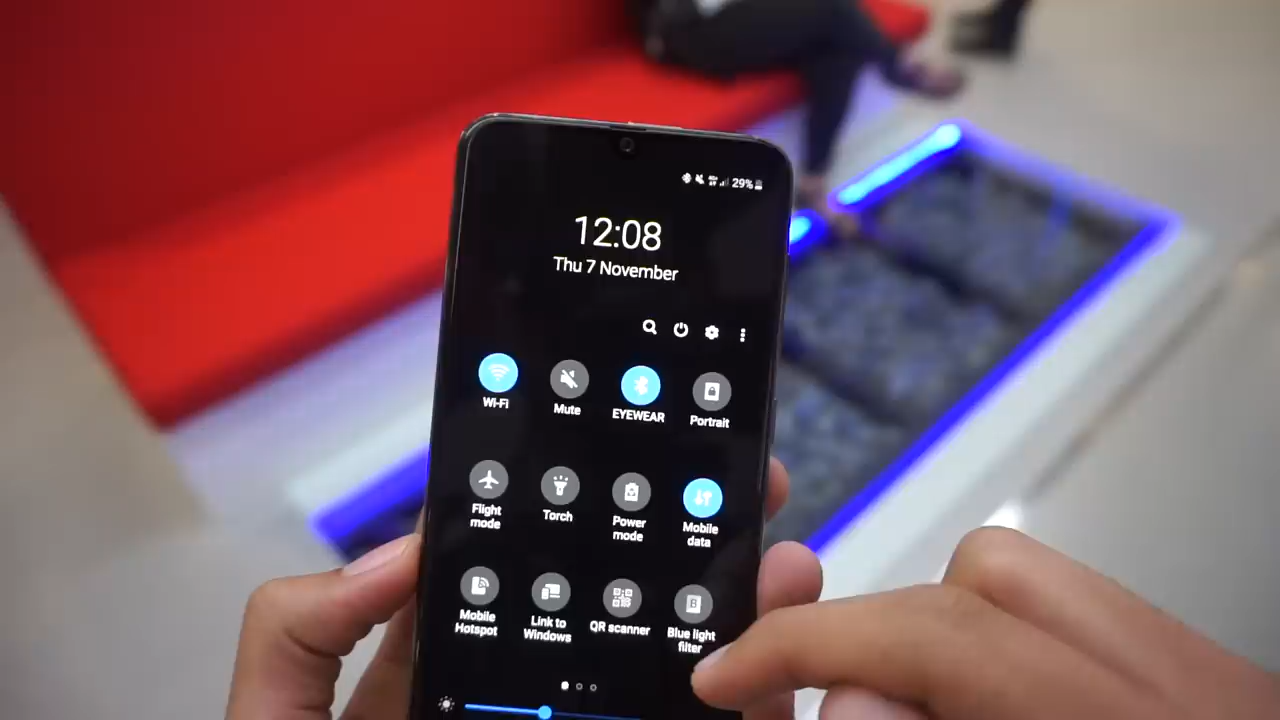 29%
12:08
Thu 7 November
Wi-Fi
Mute
EYEWEAR
Portrait
Flight
mode
Torch
Power
mode
Mobile
data
Mobile
Hotspot
Link to
Windows
QR scanner
Blue light
filter